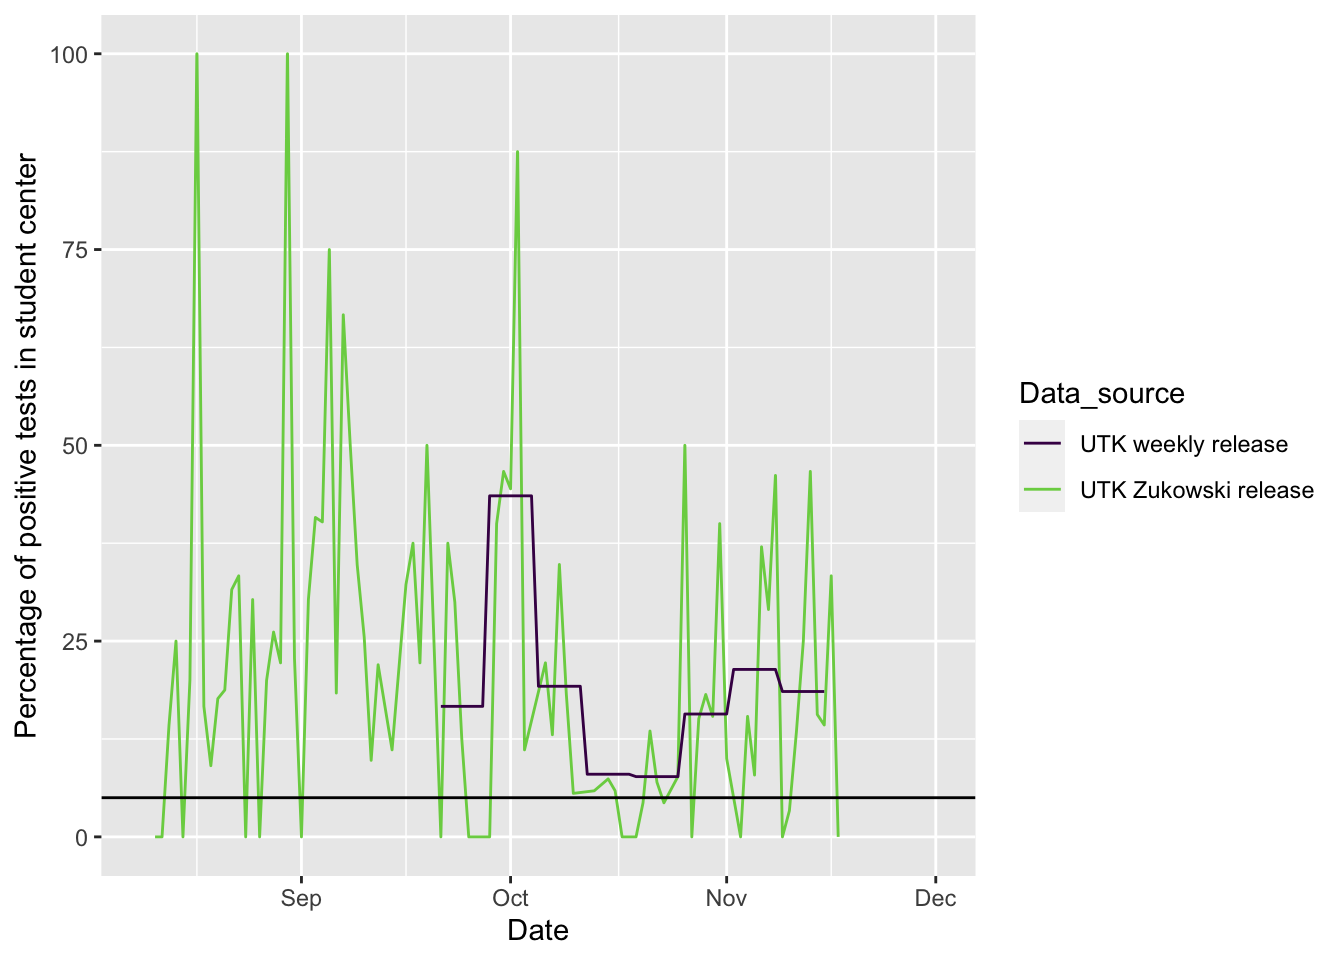 Percentage of positive tests in student center
100
75
50
25
0
Sep
Oct
Nov
Dec
Date
Data_source
UTK weekly release
UTK Zukowski release